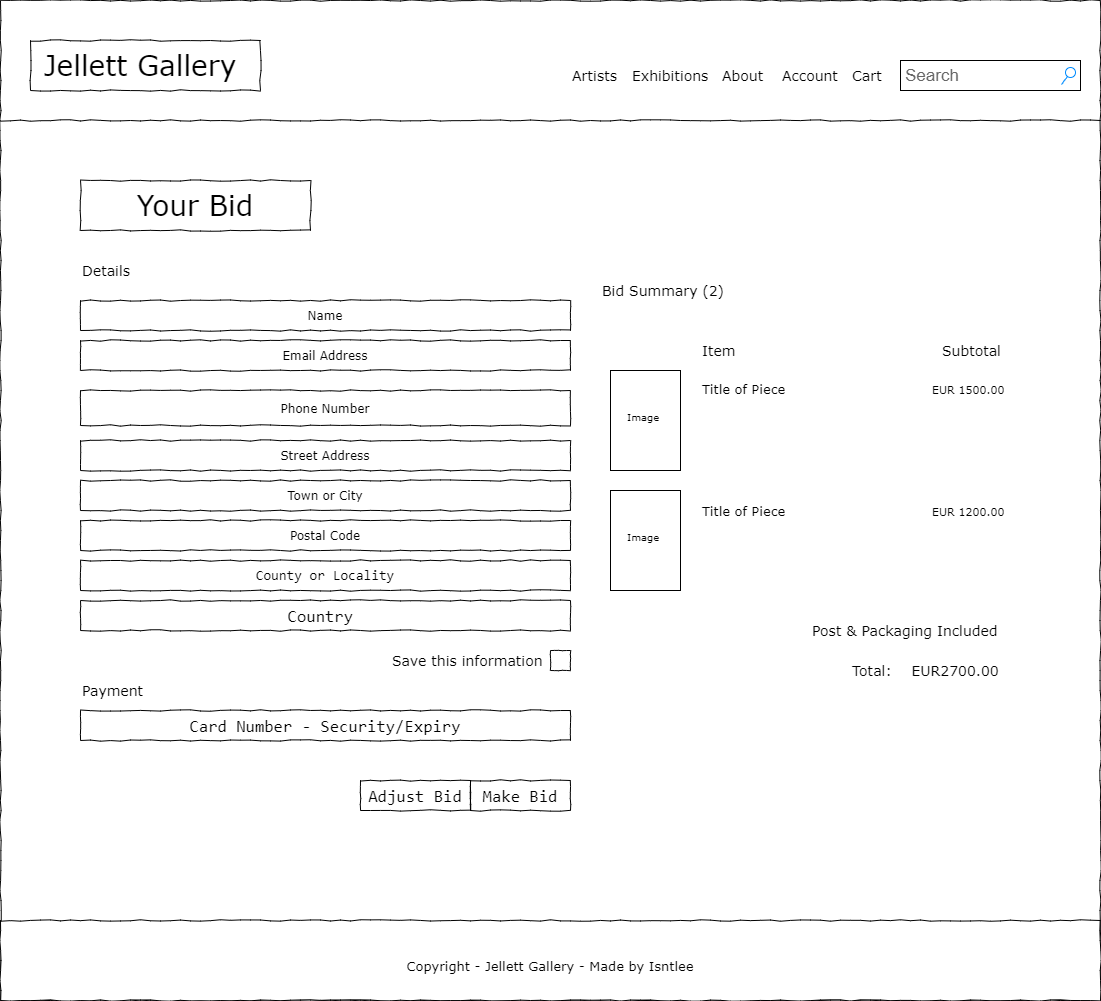 Jellett Gallery
Artists Exhibitions About Account Cart Search
Your Bid
Details
Name
Email Address
Phone Number
Street Address
Town or City
Postal Code
County or Locality
Country
Save this information
Payment
Card Number - Security/Expiry
Adjust Bid Make Bid
Bid Summary (2)
Item Subtotal
Image Title of Piece EUR 1500.00
Image Title of Piece EUR 1200.00
Post & Packaging Included
Total: EUR2700.00
Copyright - Jellett Gallery - Made by Isntlee